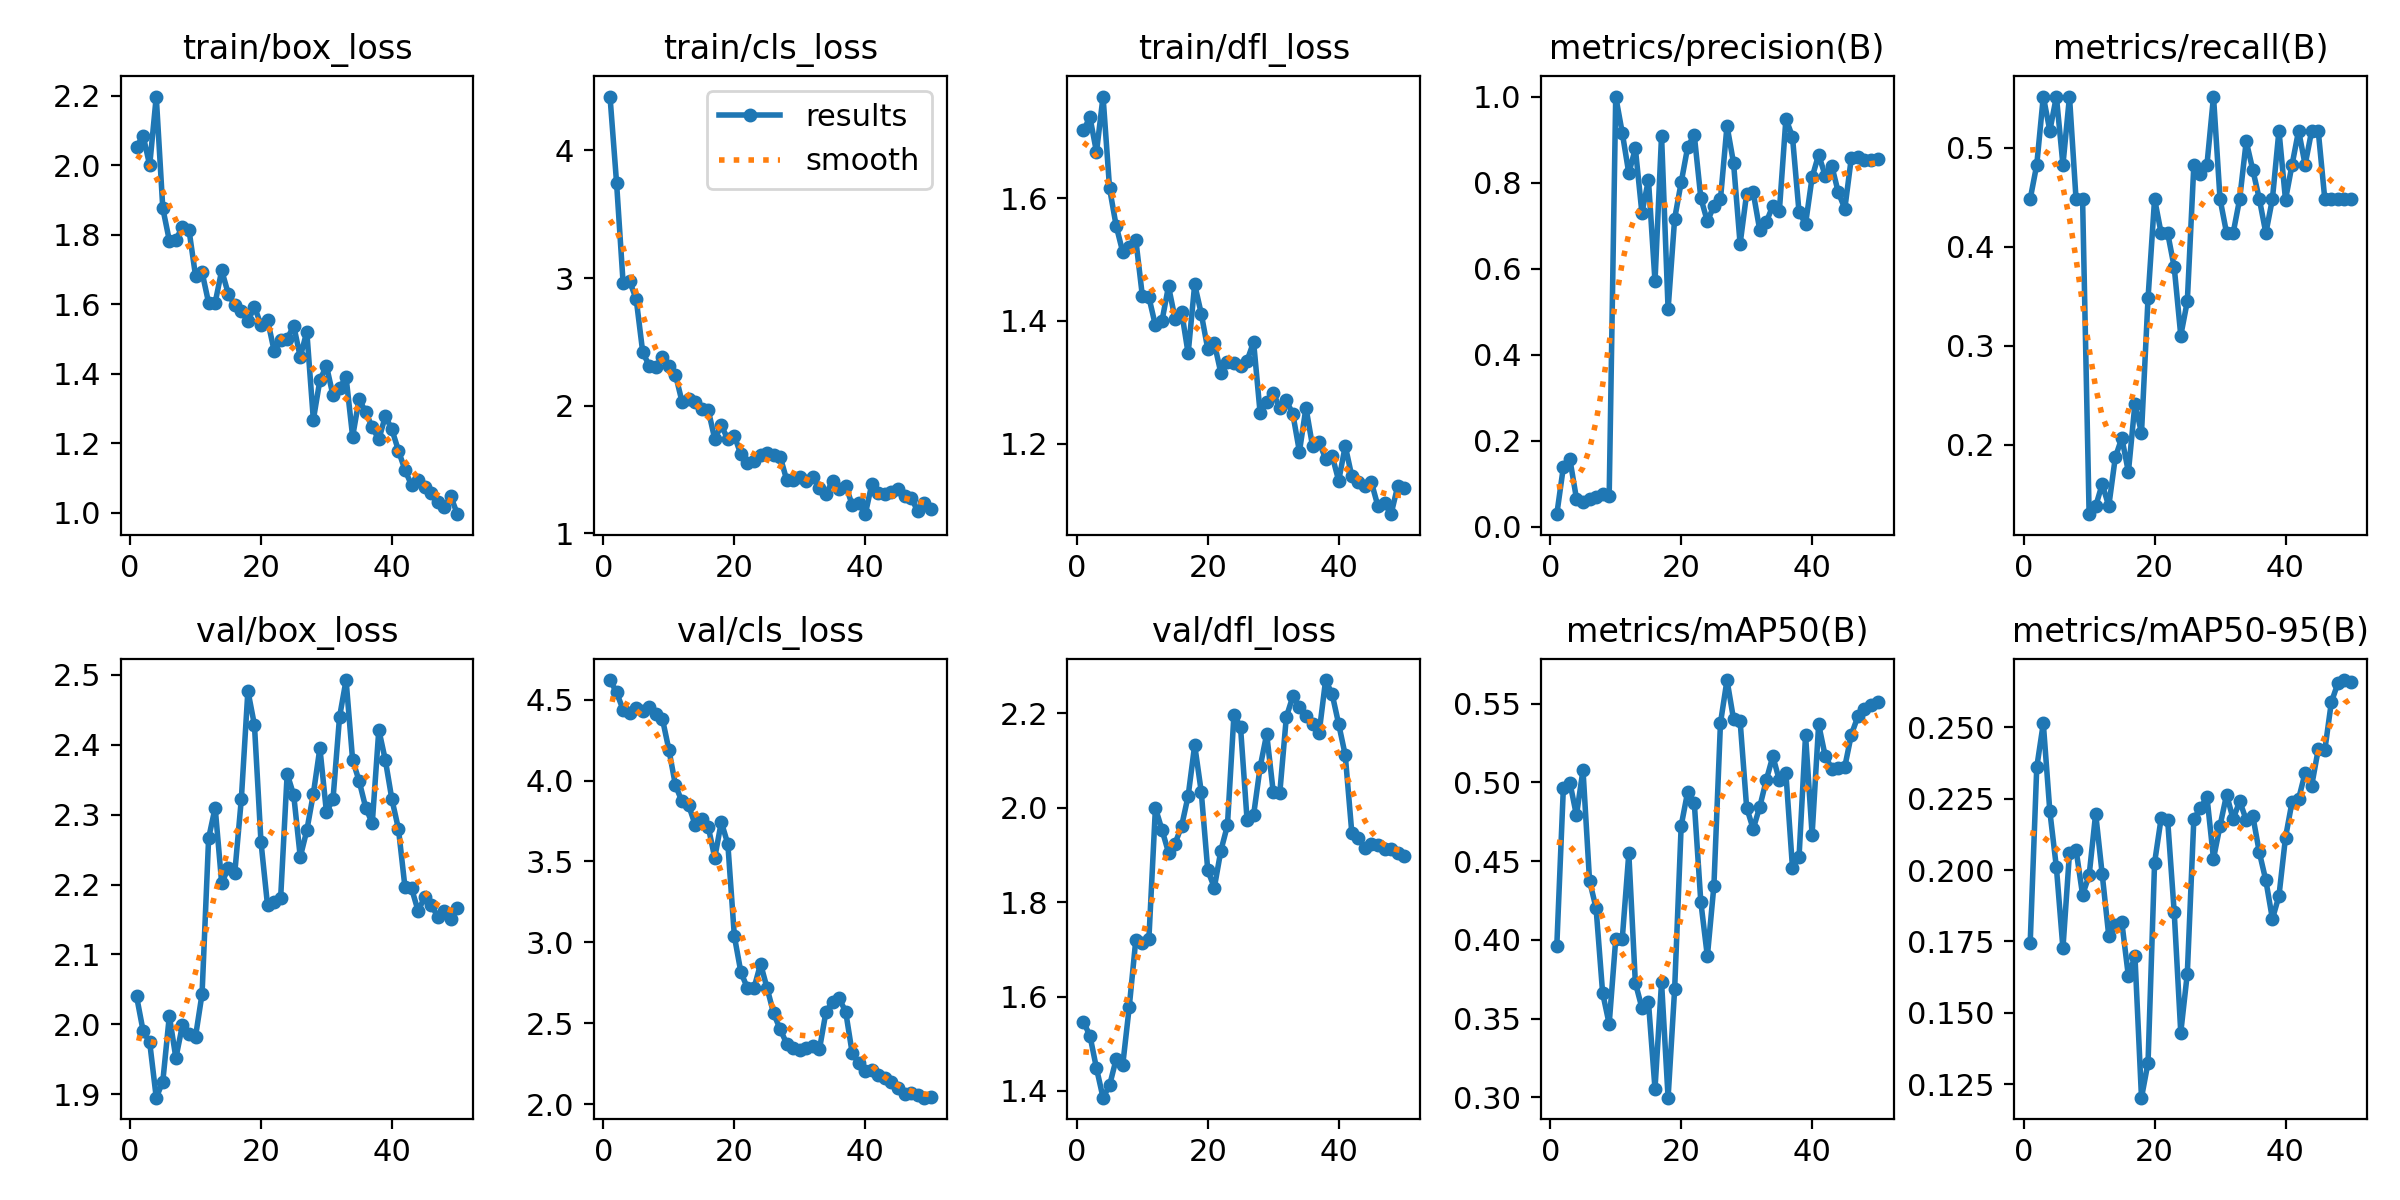 train/box_loss
train/cls_loss
train/dfl_loss
metrics/precision(B)
metrics/recall(B)
results
smooth
2.2
2.0
1.8
1.6
1.4
1.2
1.0
0 20 40
4
3
2
1
0 20 40
1.6
1.4
1.2
0 20 40
1.0
0.8
0.6
0.4
0.2
0.0
0 20 40
0.5
0.4
0.3
0.2
0 20 40
val/box_loss
val/cls_loss
val/dfl_loss
metrics/mAP50(B)
metrics/mAP50-95(B)
2.5
2.4
2.3
2.2
2.1
2.0
1.9
0 20 40
4.5
4.0
3.5
3.0
2.5
2.0
0 20 40
2.2
2.0
1.8
1.6
1.4
0 20 40
0.55
0.50
0.45
0.40
0.35
0.30
0 20 40
0.250
0.225
0.200
0.175
0.150
0.125
0 20 40